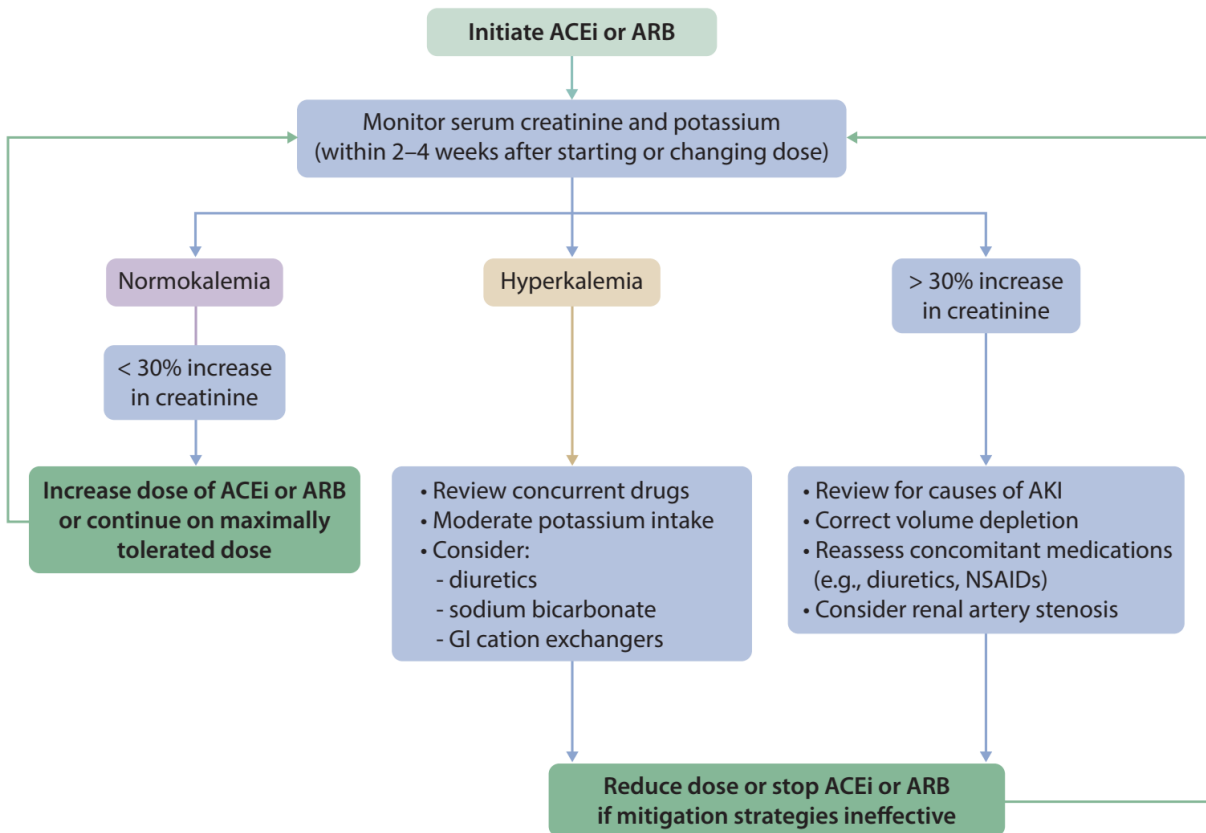 Initiate ACEi or ARB
Monitor serum creatinine and potassium
(within 2–4 weeks after starting or changing dose)
Normokalemia
< 30% increase
in creatinine
Increase dose of ACEi or ARB
or continue on maximally
tolerated dose
Hyperkalemia
• Review concurrent drugs
• Moderate potassium intake
• Consider:
- diuretics
- sodium bicarbonate
- GI cation exchangers
> 30% increase
in creatinine
• Review for causes of AKI
• Correct volume depletion
• Reassess concomitant medications
(e.g., diuretics, NSAIDs)
• Consider renal artery stenosis
Reduce dose or stop ACEi or ARB
if mitigation strategies ineffective